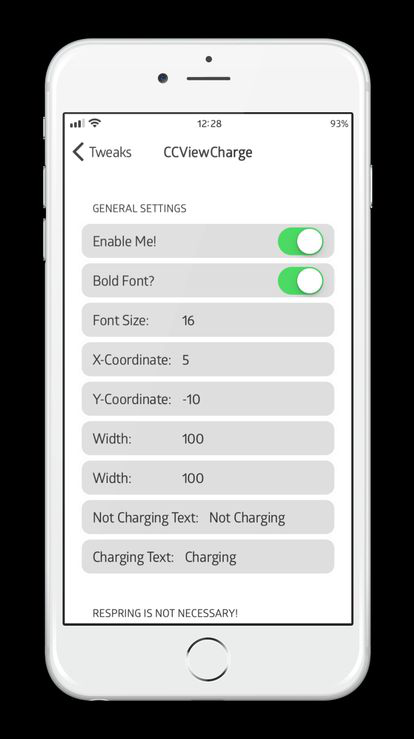 12:28
93%
Tweaks
CCViewCharge
GENERAL SETTINGS
Enable Me!
Bold Font?
Font Size: 16
X-Coordinate: 5
Y-Coordinate: -10
Width: 100
Width: 100
Not Charging Text: Not Charging
Charging Text: Charging
RESPRING IS NOT NECESSARY!